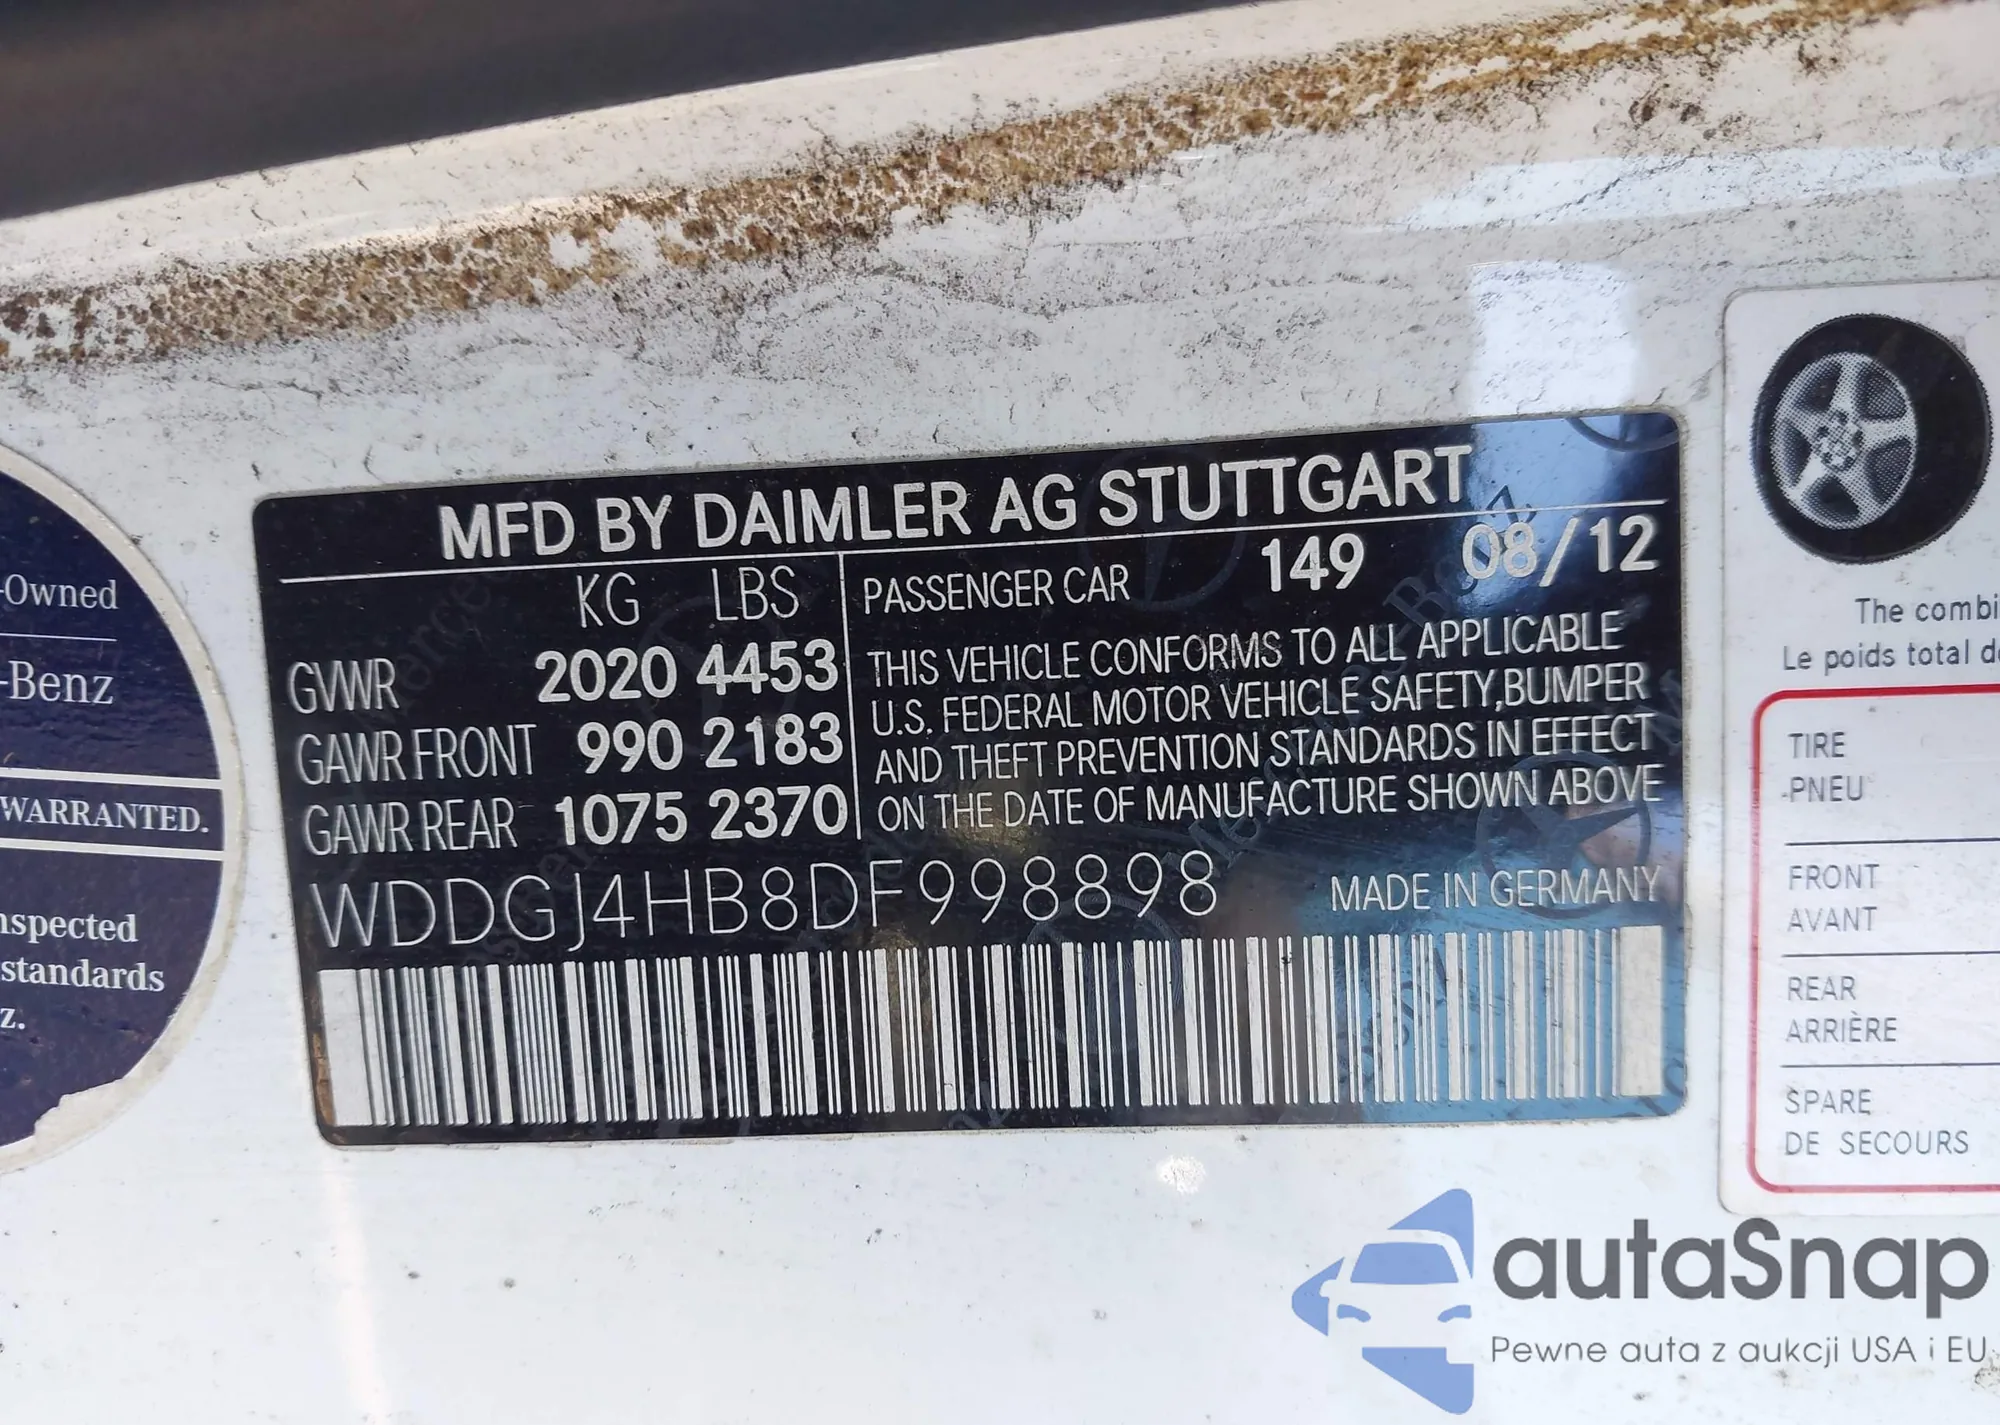 -Owned
-Benz
WARRANTED.
nspected
standards
z.
MFD BY DAIMLER AG STUTTGART
KG LBS
GVWR 2020 4453
GAWR FRONT 990 2183
GAWR REAR 1075 2370
PASSENGER CAR 149 08/12
THIS VEHICLE CONFORMS TO ALL APPLICABLE
U.S. FEDERAL MOTOR VEHICLE SAFETY,BUMPER
AND THEFT PREVENTION STANDARDS IN EFFECT
ON THE DATE OF MANUFACTURE SHOWN ABOVE
WDDGJ4HB8DF998898 MADE IN GERMANY
The combi
Le poids total de
TIRE
PNEU
FRONT
AVANT
REAR
ARRIÈRE
SPARE
DE SECOURS
autaSnap
Pewne auta z aukcji USA i EU